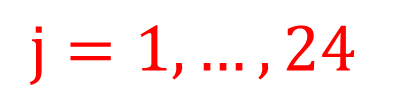 j = 1, ... , 24